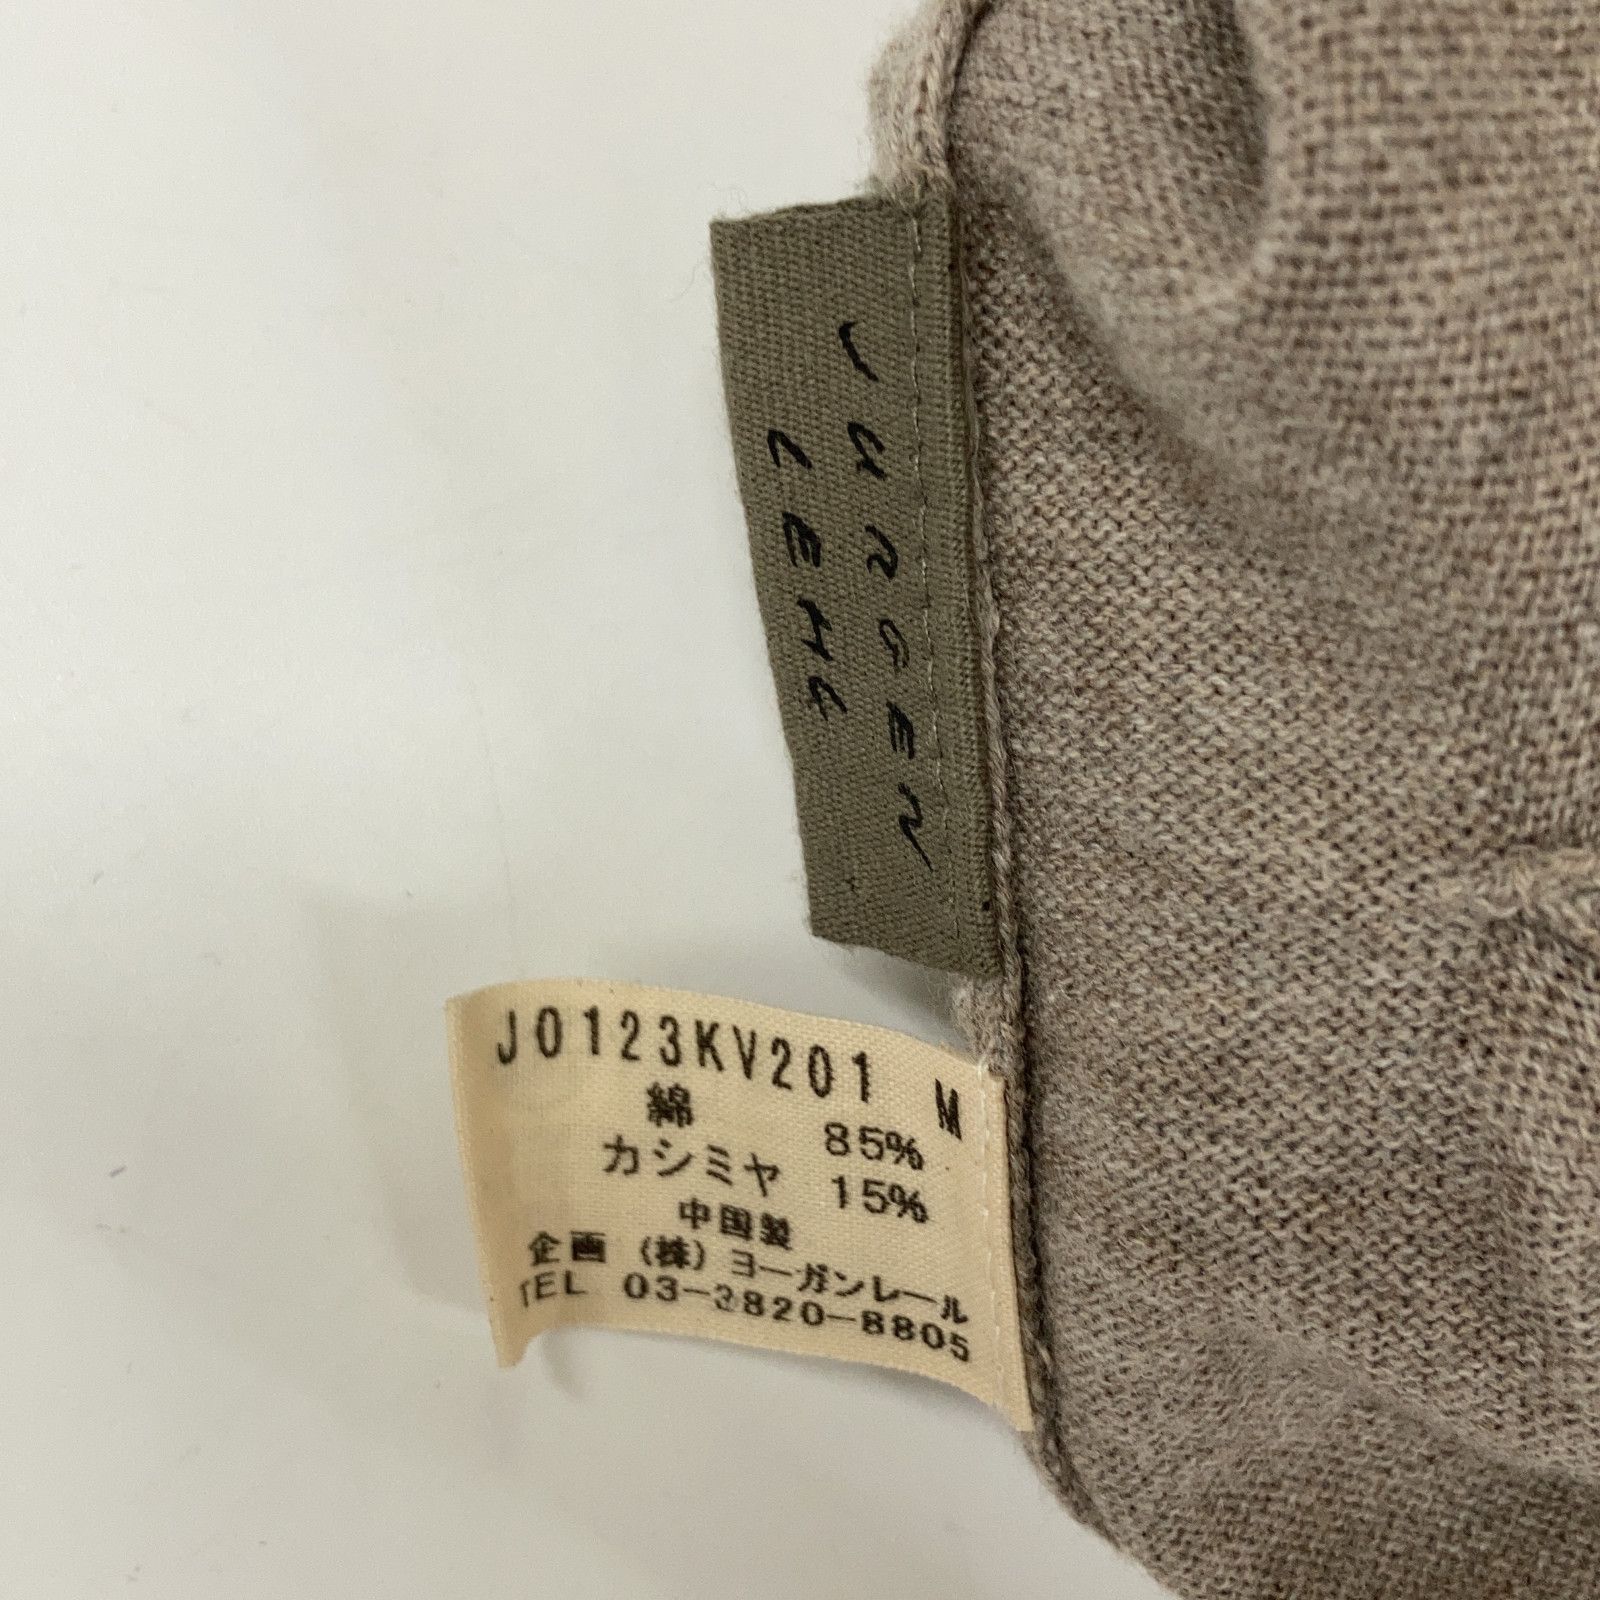 JURGEN
LEHL
J0123KV201 M
綿 85%
カシミヤ 15%
中国製
企画 (株) ヨーガンレール
TEL 03-3820-8805